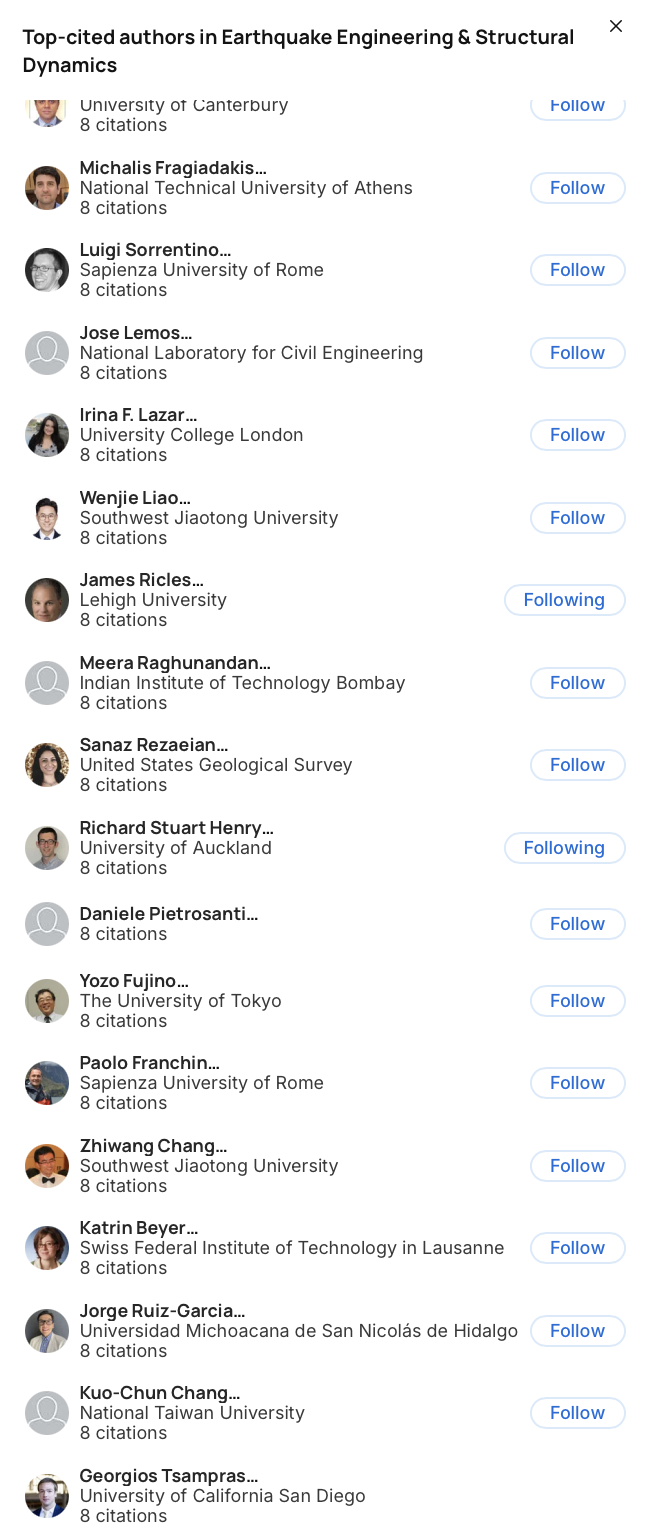 Top-cited authors in Earthquake Engineering & Structural
Dynamics
University of Canterbury
Follow
8 citations
Michalis Fragiadakis...
National Technical University of Athens
Follow
8 citations
Luigi Sorrentino...
Sapienza University of Rome
Follow
8 citations
Jose Lemos...
National Laboratory for Civil Engineering
Follow
8 citations
Irina F. Lazar...
University College London
Follow
8 citations
Wenjie Liao...
Southwest Jiaotong University
Follow
8 citations
James Ricles...
Lehigh University
Following
8 citations
Meera Raghunandan...
Indian Institute of Technology Bombay
Follow
8 citations
Sanaz Rezaeian...
United States Geological Survey
Follow
8 citations
Richard Stuart Henry...
University of Auckland
Following
8 citations
Daniele Pietrosanti...
Follow
8 citations
Yozo Fujino...
The University of Tokyo
Follow
8 citations
Paolo Franchin...
Sapienza University of Rome
Follow
8 citations
Zhiwang Chang...
Southwest Jiaotong University
Follow
8 citations
Katrin Beyer...
Swiss Federal Institute of Technology in Lausanne
Follow
8 citations
Jorge Ruiz-Garcia...
Universidad Michoacana de San Nicolás de Hidalgo
Follow
8 citations
Kuo-Chun Chang...
National Taiwan University
Follow
8 citations
Georgios Tsampras...
University of California San Diego
8 citations